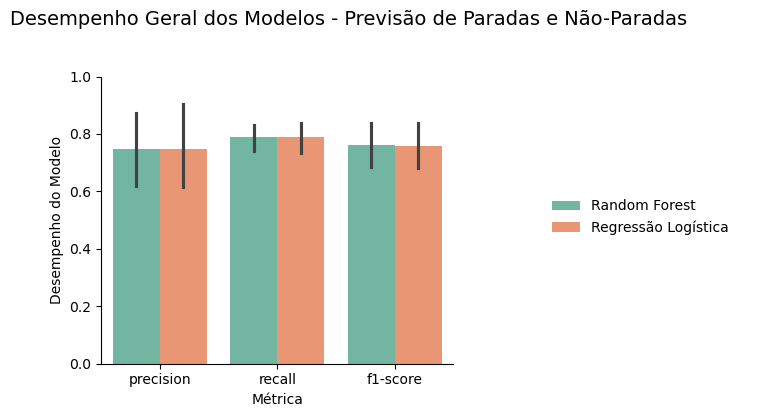 Desempenho Geral dos Modelos - Previsão de Paradas e Não-Paradas
1.0
0.8
0.6
0.4
0.2
0.0
Desempenho do Modelo
precision recall f1-score
Métrica
Random Forest
Regressão Logística